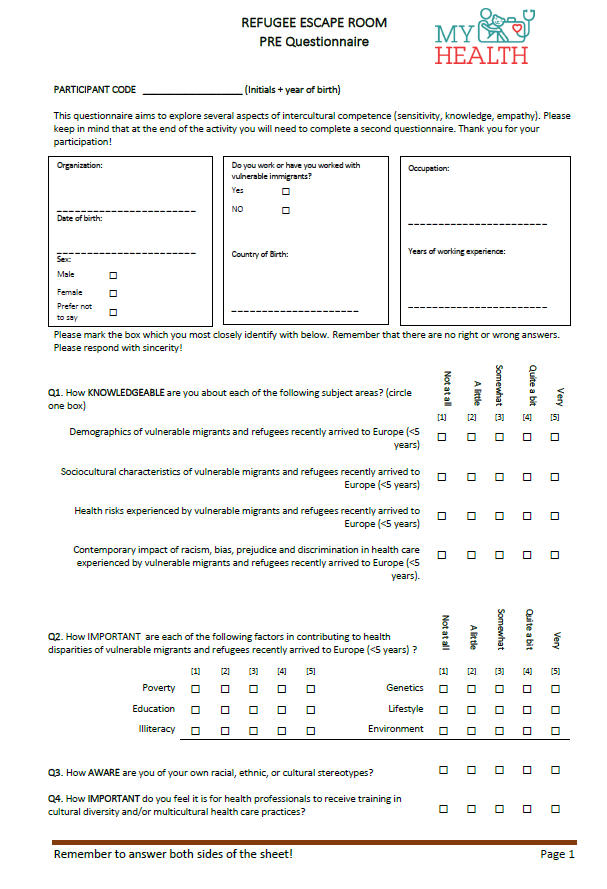 REFUGEE ESCAPE ROOM
PRE Questionnaire
MY
HEALTH
PARTICIPANT CODE ____________________ (Initials + year of birth)
This questionnaire aims to explore several aspects of intercultural competence (sensitivity, knowledge, empathy). Please
keep in mind that at the end of the activity you will need to complete a second questionnaire. Thank you for your
participation!
Organization:
Date of birth:
Sex:
Male ☐
Female ☐
Prefer not
to say ☐
Do you work or have you worked with
vulnerable immigrants?
Yes ☐
NO ☐
Country of Birth:
Occupation:
Years of working experience:
Please mark the box which you most closely identify with below. Remember that there are no right or wrong answers.
Please respond with sincerity!
Not at all A little Somewhat Quite a bit Very
Q1. How KNOWLEDGEABLE are you about each of the following subject areas? (circle
one box)
[1] [2] [3] [4] [5]
Demographics of vulnerable migrants and refugees recently arrived to Europe (<5
years) ☐ ☐ ☐ ☐ ☐
Sociocultural characteristics of vulnerable migrants and refugees recently arrived to
Europe (<5 years) ☐ ☐ ☐ ☐ ☐
Health risks experienced by vulnerable migrants and refugees recently arrived to
Europe (<5 years) ☐ ☐ ☐ ☐ ☐
Contemporary impact of racism, bias, prejudice and discrimination in health care
experienced by vulnerable migrants and refugees recently arrived to Europe (<5
years). ☐ ☐ ☐ ☐ ☐
Not at all A little Somewhat Quite a bit Very
Q2. How IMPORTANT are each of the following factors in contributing to health
disparities of vulnerable migrants and refugees recently arrived to Europe (<5 years) ?
[1] [2] [3] [4] [5] [1] [2] [3] [4] [5]
Poverty ☐ ☐ ☐ ☐ ☐ Genetics ☐ ☐ ☐ ☐ ☐
Education ☐ ☐ ☐ ☐ ☐ Lifestyle ☐ ☐ ☐ ☐ ☐
Illiteracy ☐ ☐ ☐ ☐ ☐ Environment ☐ ☐ ☐ ☐ ☐
Q3. How AWARE are you of your own racial, ethnic, or cultural stereotypes? ☐ ☐ ☐ ☐ ☐
Q4. How IMPORTANT do you feel it is for health professionals to receive training in
cultural diversity and/or multicultural health care practices? ☐ ☐ ☐ ☐ ☐
Remember to answer both sides of the sheet! Page 1